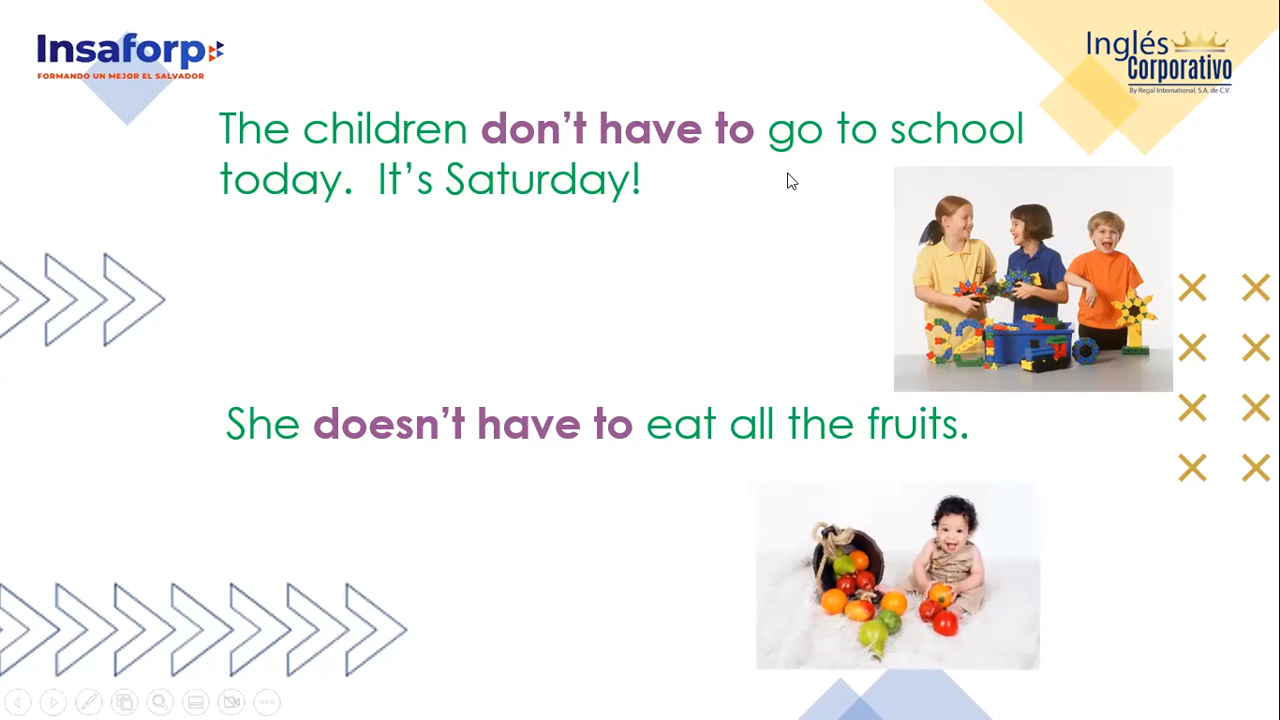 Insaforp
FORMANDO UN MEJOR EL SALVADOR
Inglés
Corporativo
By Regal International, S.A. de C.V.
The children don't have to go to school
today.  It's Saturday!
She doesn't have to eat all the fruits.